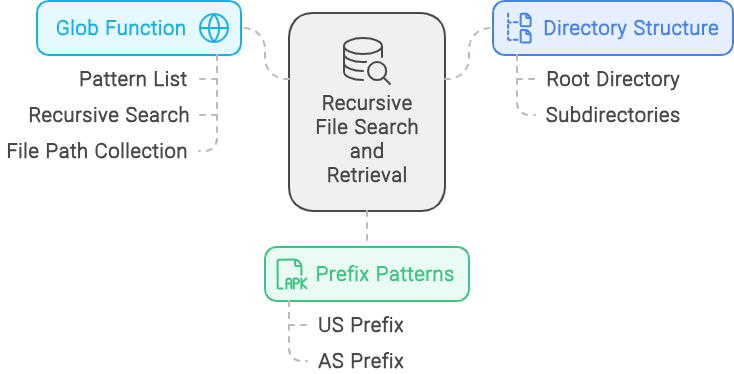 Glob Function
Pattern List
Recursive Search
File Path Collection
Recursive
File Search
and
Retrieval
Directory Structure
Root Directory
Subdirectories
APK
Prefix Patterns
US Prefix
AS Prefix